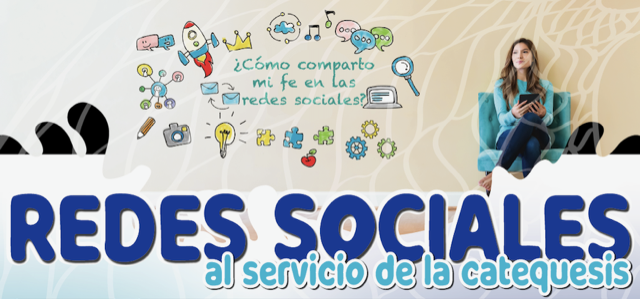 ¿Cómo comparto
mi fe en las
redes sociales?
REDES SOCIALES
al servicio de la catequesis